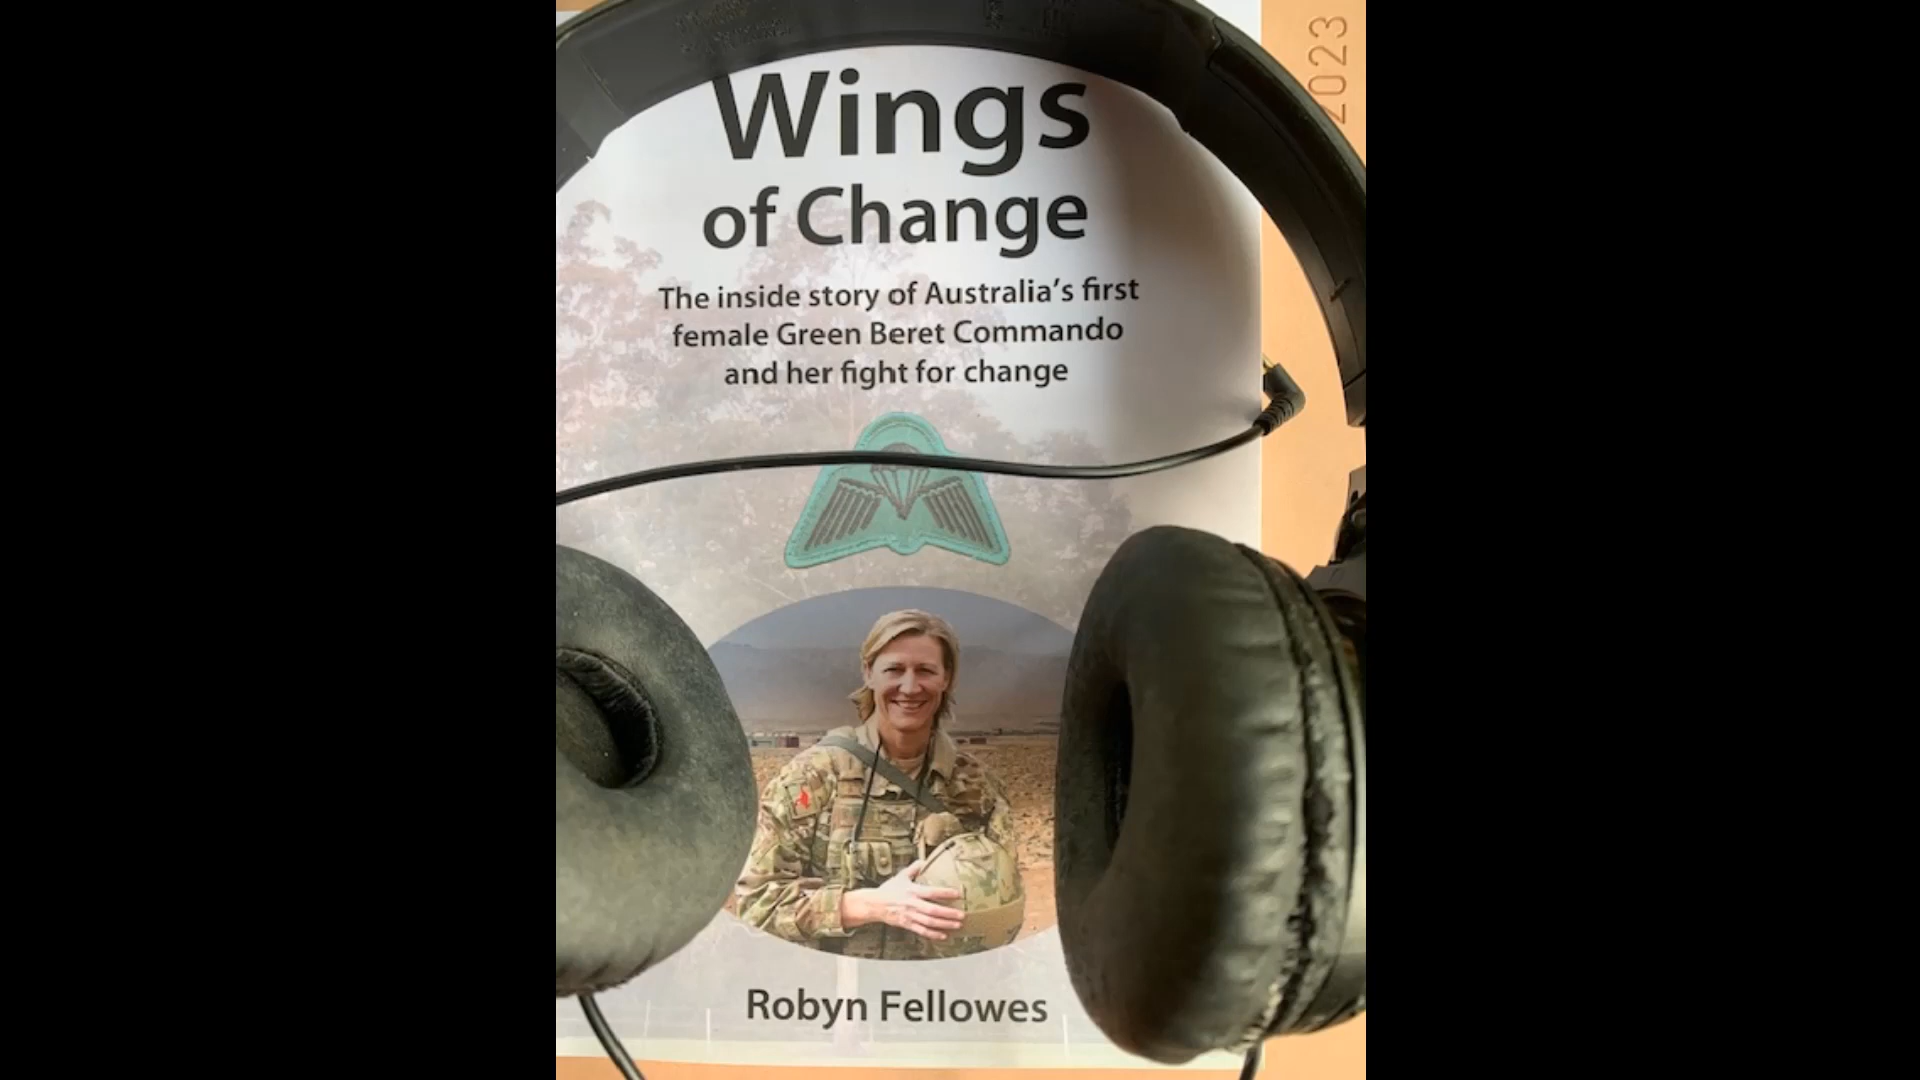 Wings
of Change
The inside story of Australia's first
female Green Beret Commando
and her fight for change
Robyn Fellowes
2023